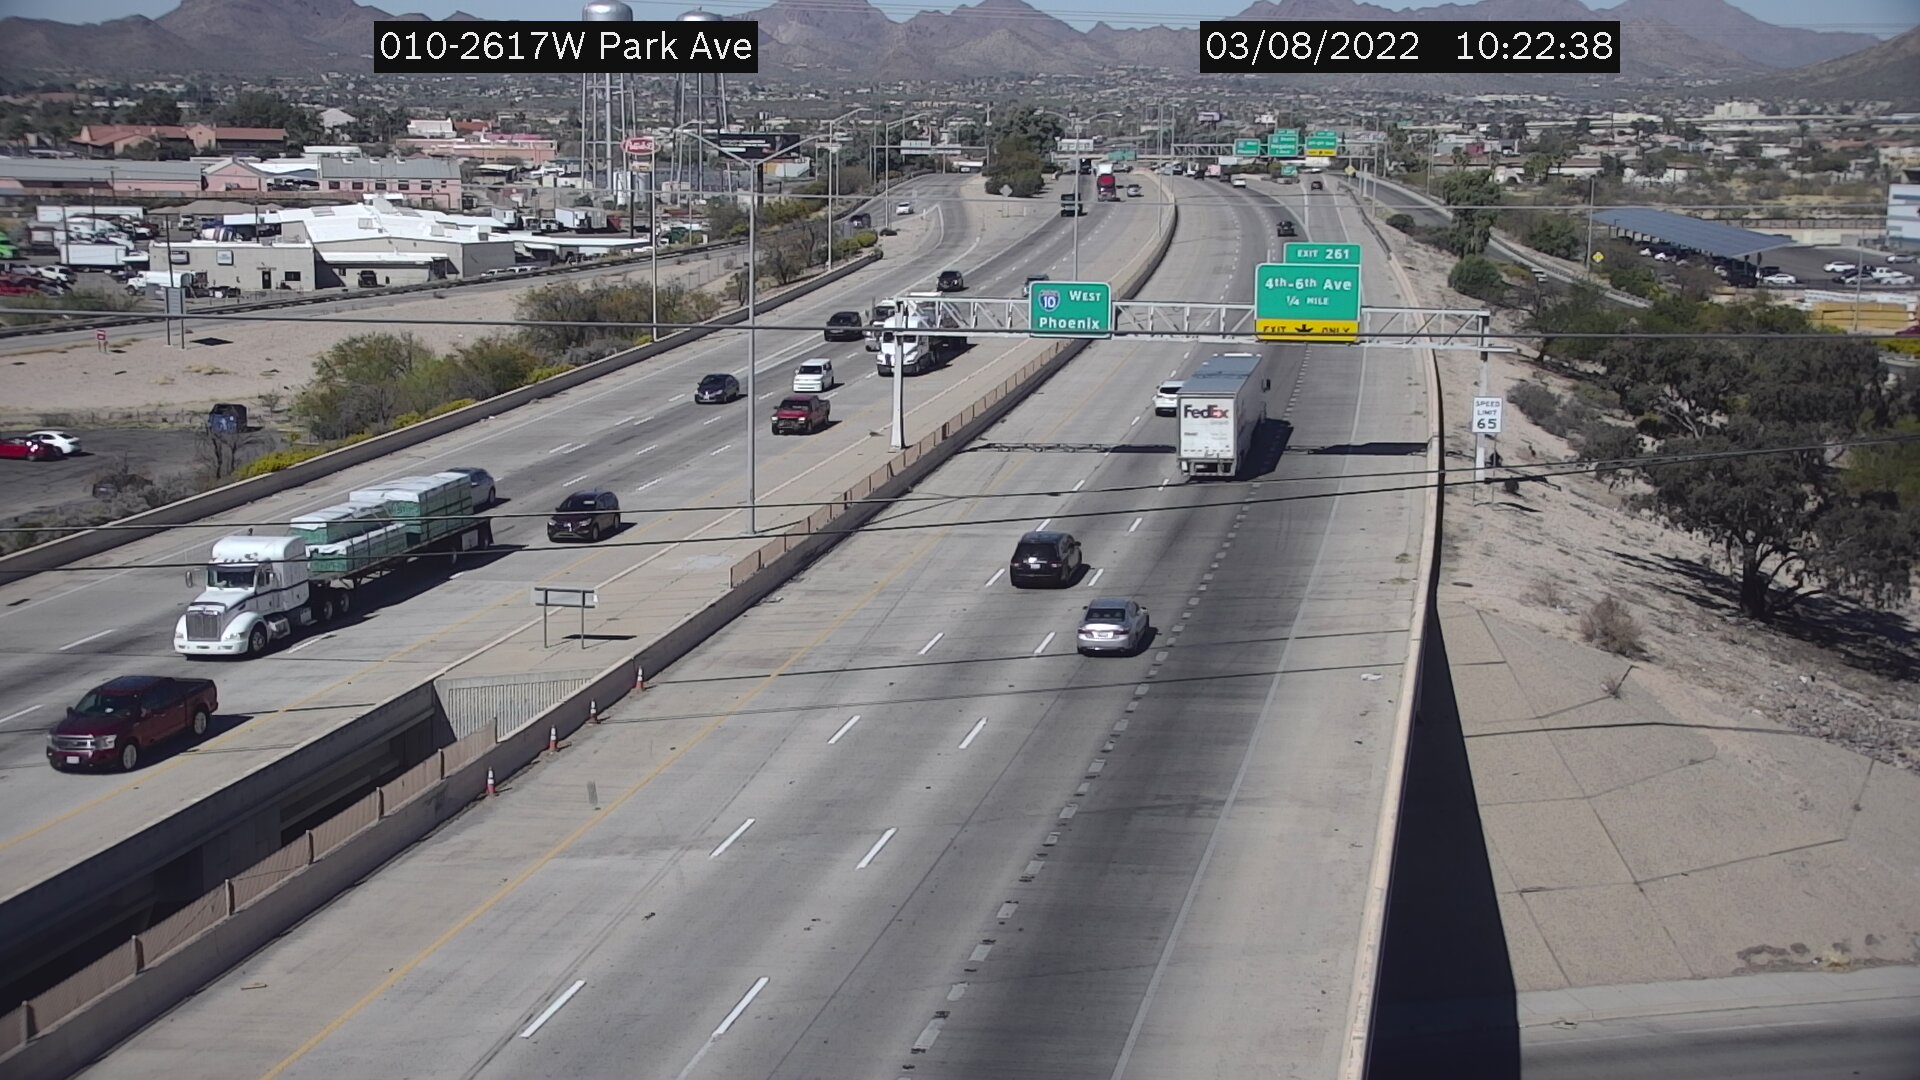 010-2617W Park Ave
03/08/2022 10:22:38
EXIT 261
4th-6th Ave
1/4 MILE
EXIT ONLY
10 WEST
Phoenix
FedEx
SPEED
LIMIT
65